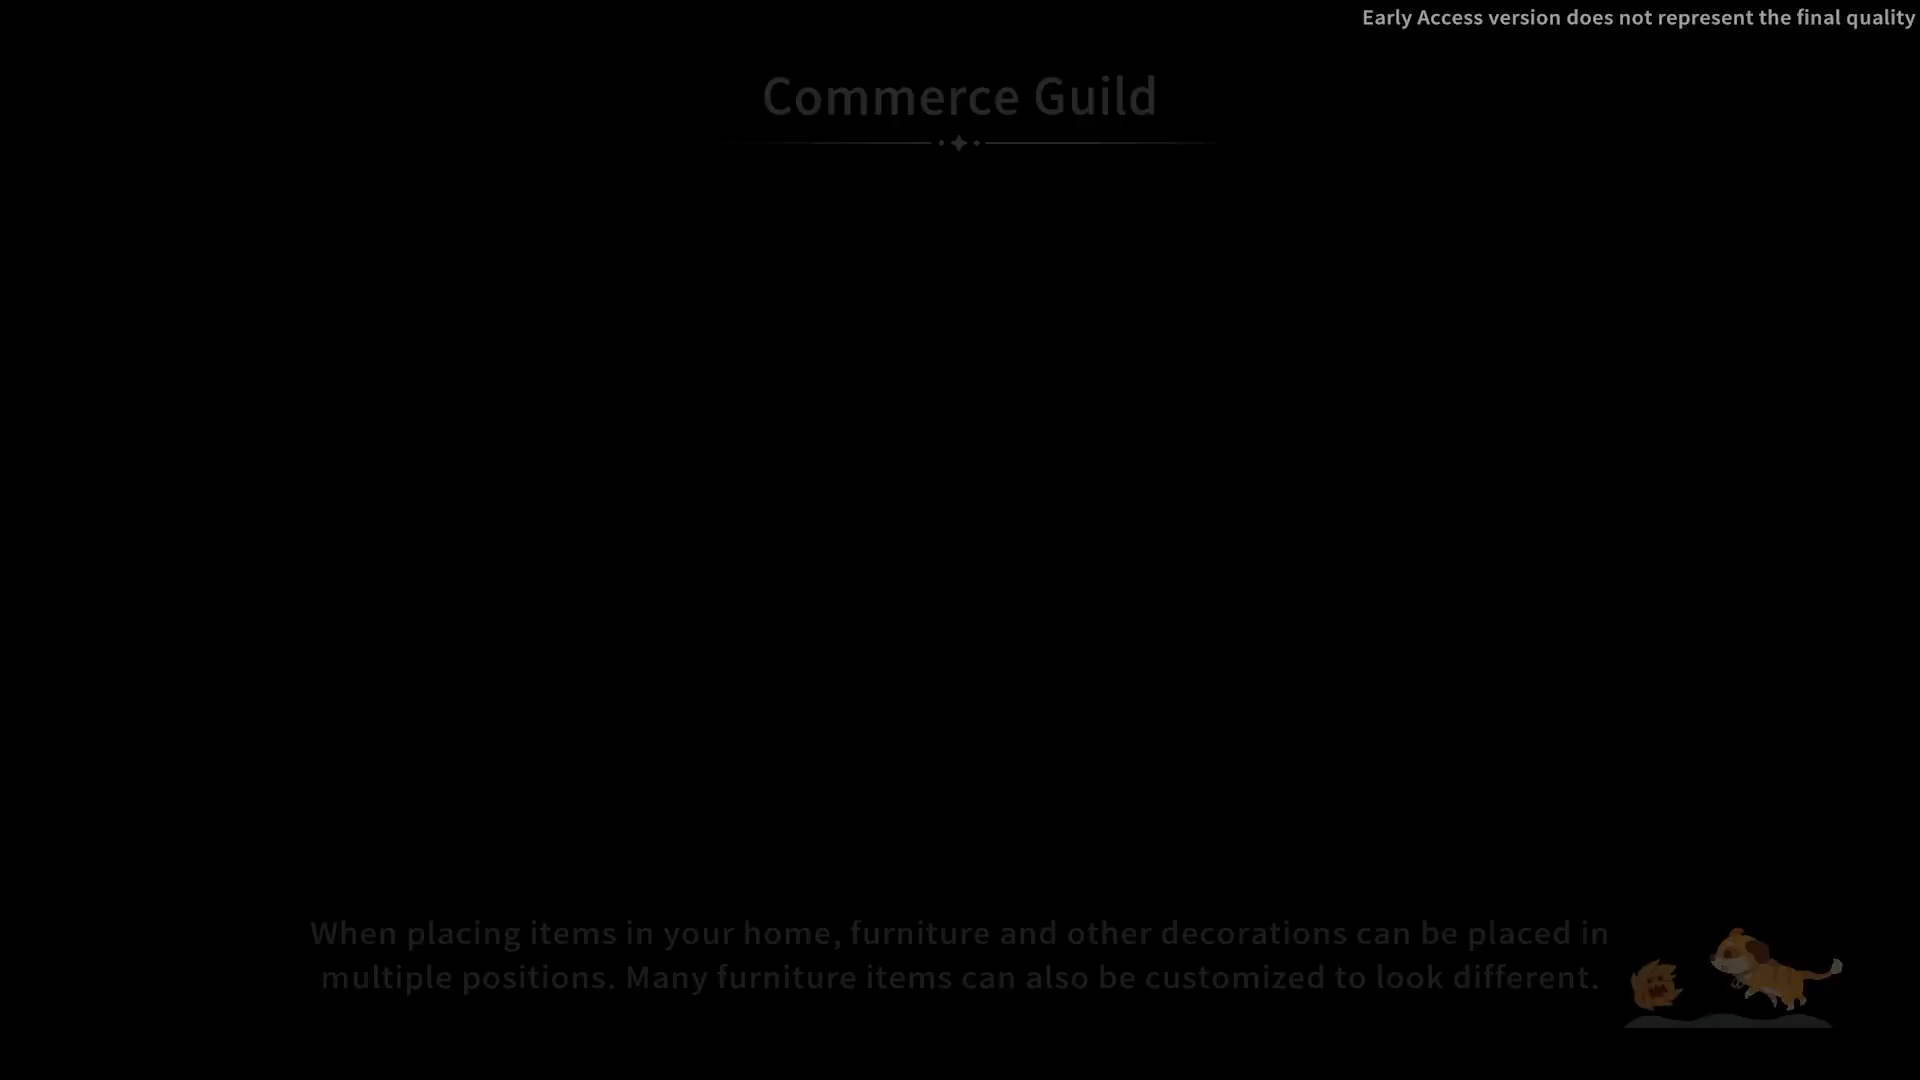 Early Access version does not represent the final quality
Commerce Guild
When placing items in your home, furniture and other decorations can be placed in
multiple positions. Many furniture items can also be customized to look different.